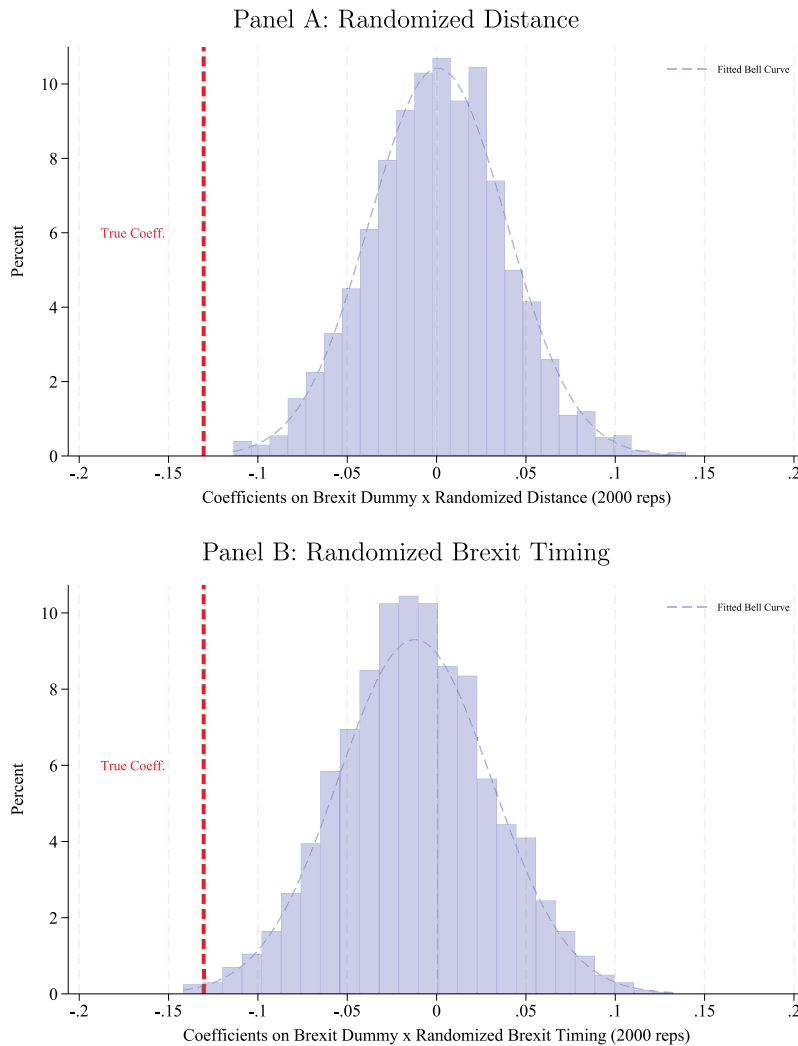 Panel A: Randomized Distance
Fitted Bell Curve
10
8
True Coeff.
6
4
2
0
Percent
-.2 -.15 -.1 -.05 0 .05 .1 .15 .2
Coefficients on Brexit Dummy x Randomized Distance (2000 reps)
Panel B: Randomized Brexit Timing
Fitted Bell Curve
10
8
True Coeff.
6
4
2
0
Percent
-.2 -.15 -.1 -.05 0 .05 .1 .15 .2
Coefficients on Brexit Dummy x Randomized Brexit Timing (2000 reps)